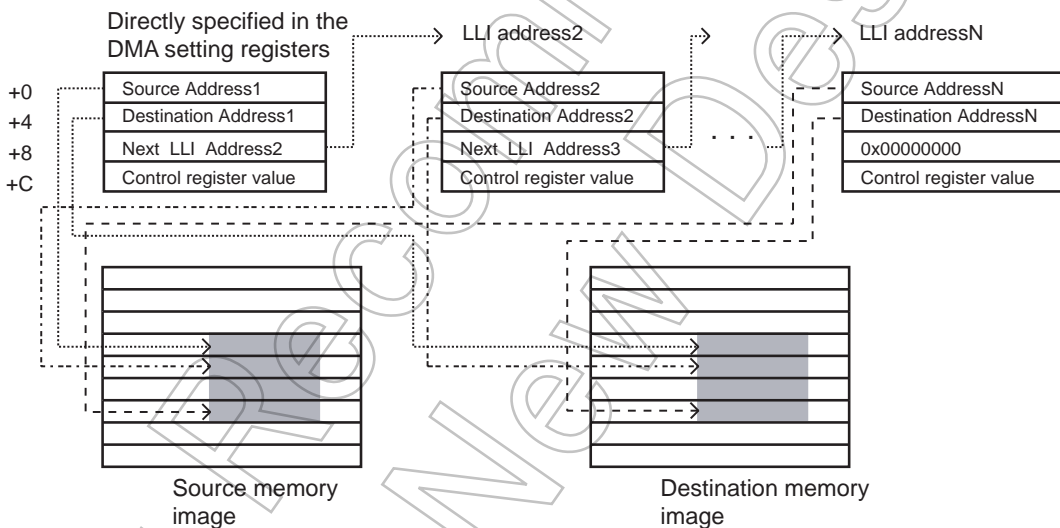 Directly specified in the
DMA setting registers
LLI address2
LLI addressN
+0
+4
+8
+C
Source Address1
Destination Address1
Next LLI Address2
Control register value
Source Address2
Destination Address2
Next LLI Address3
Control register value
. . .
Source AddressN
Destination AddressN
0x00000000
Control register value
Source memory
image
Destination memory
image